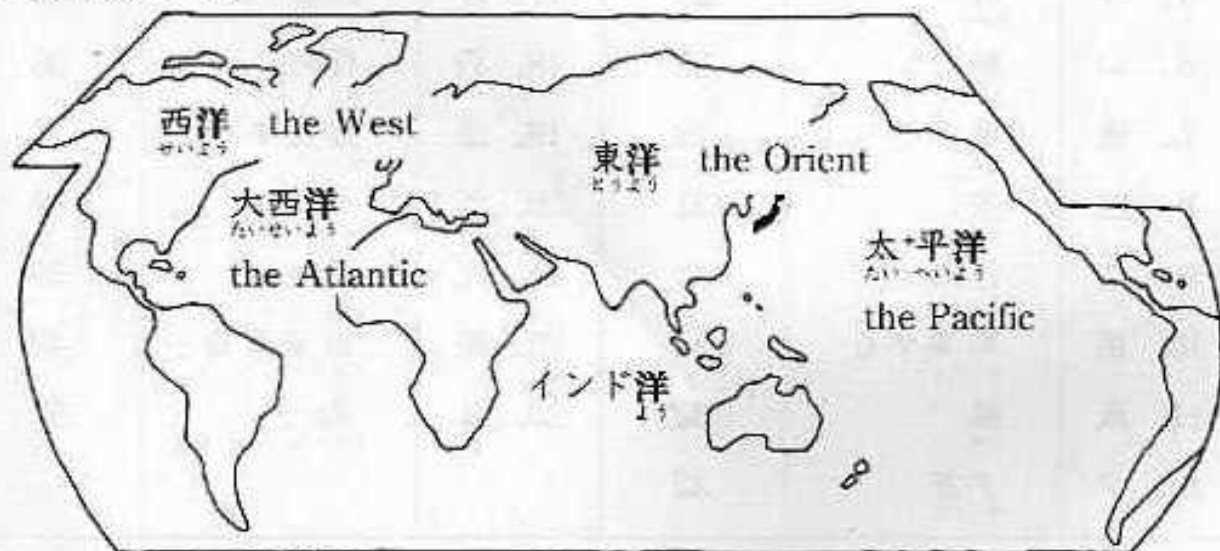 西洋 the West
せいよう
東洋 the Orient
とうよう
大西洋
たいせいよう
the Atlantic
太+平洋
たい へいよう
the Pacific
インド洋
よう